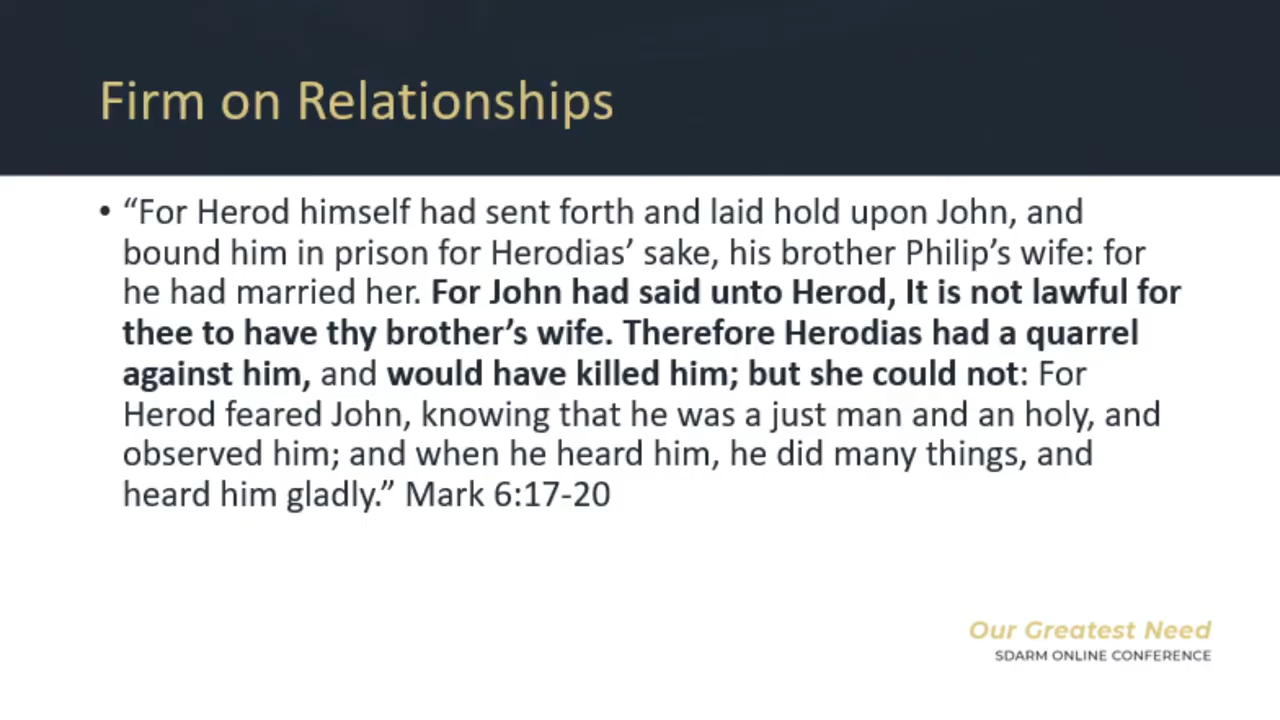 Firm on Relationships
• “For Herod himself had sent forth and laid hold upon John, and
bound him in prison for Herodias’ sake, his brother Philip’s wife: for
he had married her. For John had said unto Herod, It is not lawful for
thee to have thy brother’s wife. Therefore Herodias had a quarrel
against him, and would have killed him; but she could not: For
Herod feared John, knowing that he was a just man and an holy, and
observed him; and when he heard him, he did many things, and
heard him gladly.” Mark 6:17-20
Our Greatest Need
SDARM ONLINE CONFERENCE